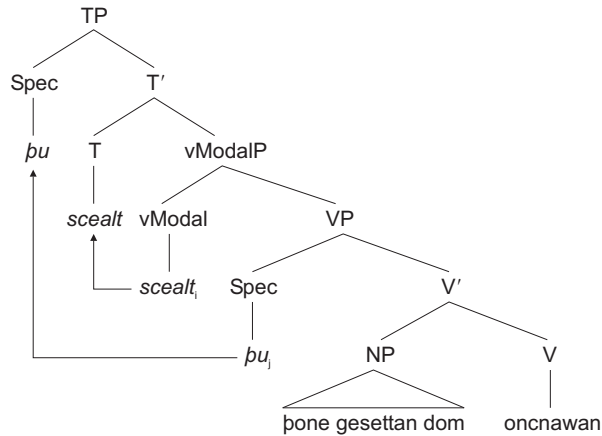 TP
Spec T′
þu T vModalP
scealt vModal VP
scealtᵢ Spec V′
þuⱼ NP V
þone gesettan dom oncnawan